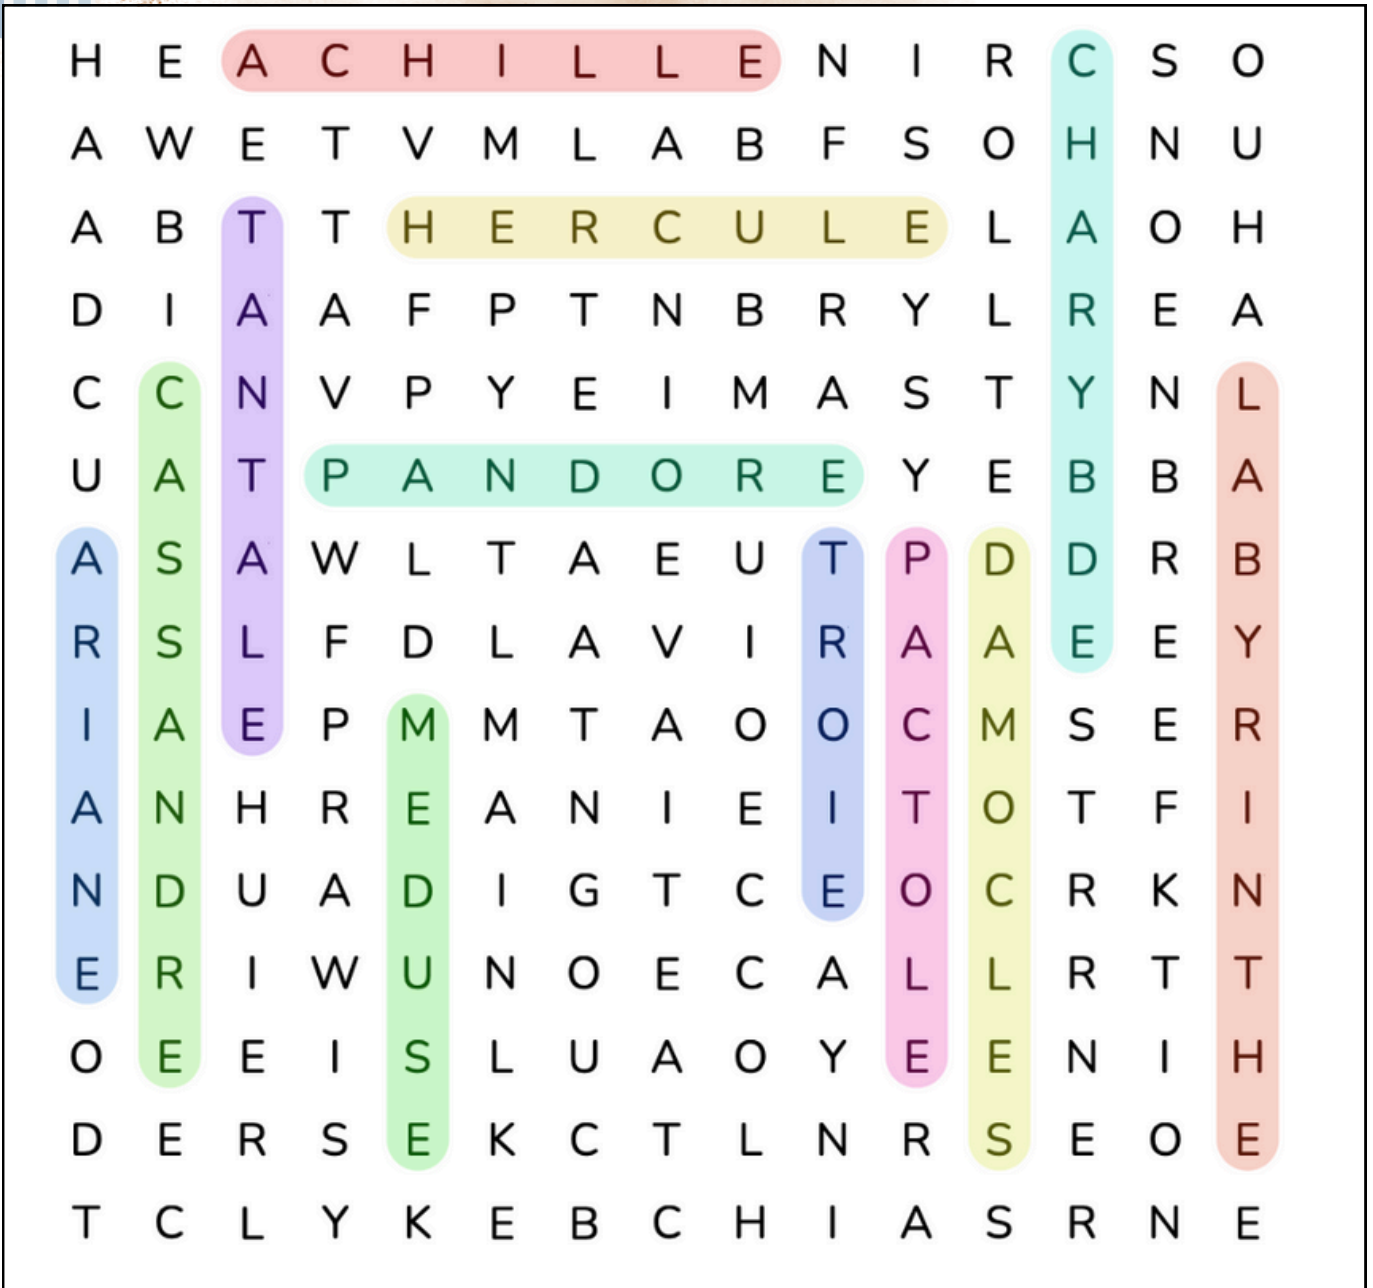 H E A C H I L L E N I R C S O
A W E T V M L A B F S O H N U
A B T T H E R C U L E L A O H
D I A A F P T N B R Y L R E A
C C N V P Y E I M A S T Y N L
U A T P A N D O R E Y E B B A
A S A W L T A E U T P D D R B
R S L F D L A V I R A A E E Y
I A E P M M T A O O C M S E R
A N H R E A N I E I T O T F I
N D U A D I G T C E O C R K N
E R I W U N O E C A L L R T T
O E E I S L U A O Y E E N I H
D E R S E K C T L N R S E O E
T C L Y K E B C H I A S R N E